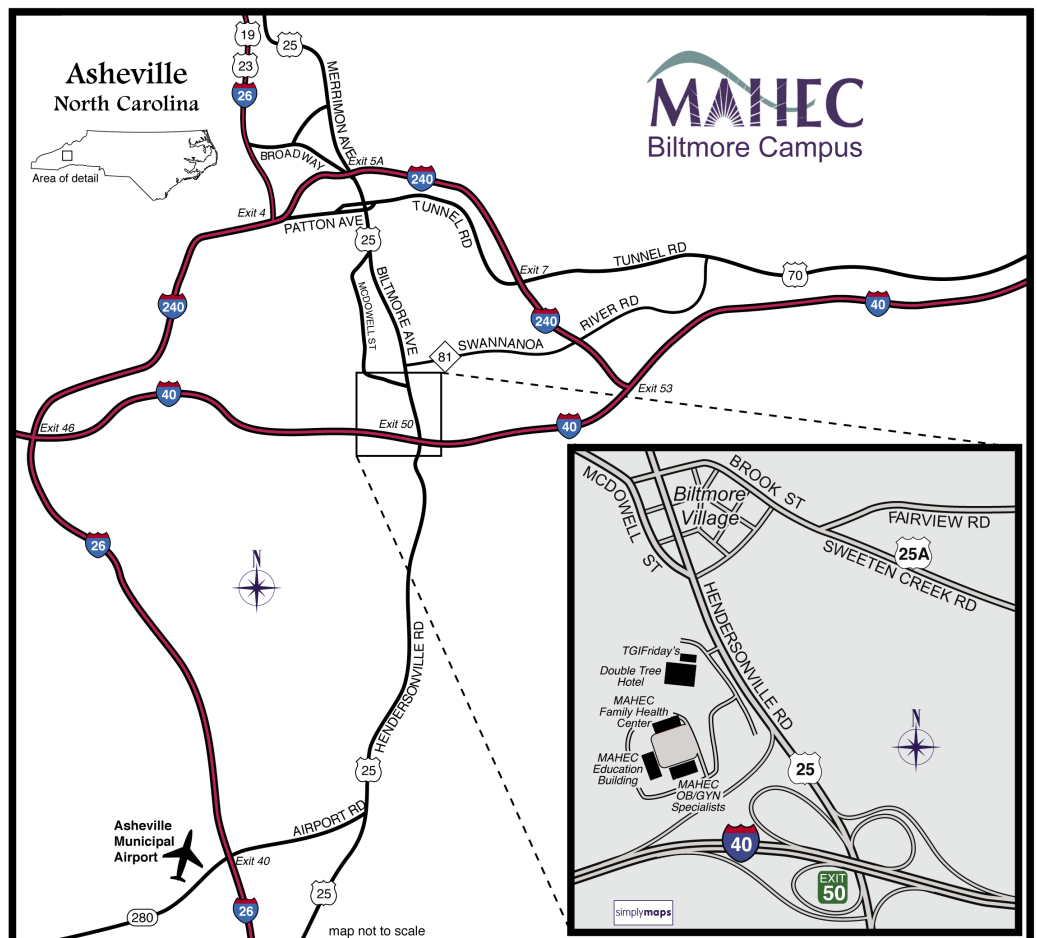 Asheville
North Carolina
Area of detail
MAHEC
Biltmore Campus
19
23
26
25
MERRIMON AVE
BROADWAY
Exit 5A
240
Exit 4
PATTON AVE
TUNNEL RD
25
Exit 7
TUNNEL RD
70
240
MCDOWELL ST
BILTMORE AVE
240
RIVER RD
SWANNANOA
81
40
Exit 53
40
Exit 46
Exit 50
40
26
N
HENDERSONVILLE RD
25
AIRPORT RD
Asheville
Municipal
Airport
Exit 40
280
26
25
map not to scale
MCDOWELL ST
Biltmore
Village
BROOK ST
FAIRVIEW RD
25A
SWEETEN CREEK RD
HENDERSONVILLE RD
TGIFriday's
Double Tree
Hotel
MAHEC
Family Health
Center
MAHEC
Education
Building
MAHEC
OB/GYN
Specialists
N
25
40
EXIT
50
simplymaps